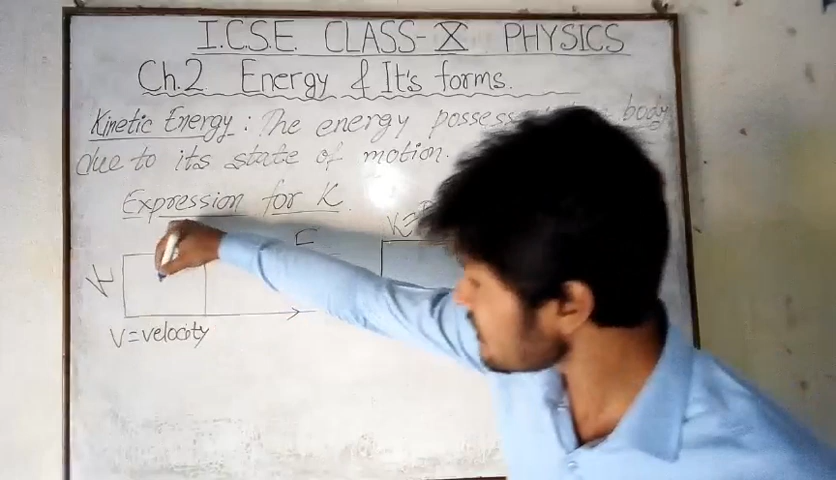 I.C.S.E. CLASS-X PHYSICS
Ch.2 Energy & It's forms.
Kinetic Energy: The energy body
due to its state of motion.
Expression for K
K=
K
V=velocity